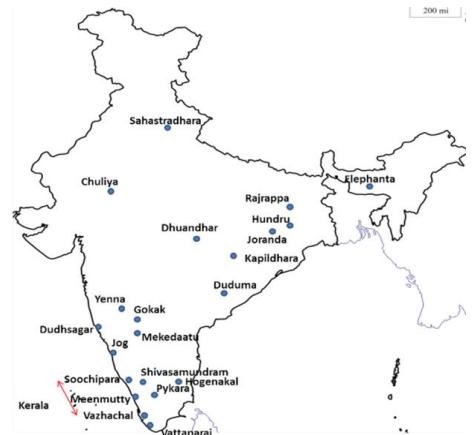 200 mi
Sahastradhara
Elephanta
Chuliya
Rajrappa
Hundru
Dhuandhar
Joranda
Kapildhara
Duduma
Yenna
Gokak
Dudhsagar
Mekedaatu
Jog
Soochipara
Shivasamundram
Hogenakal
Pykara
Meenmutty
Kerala
Vazhachal
Vattaparai